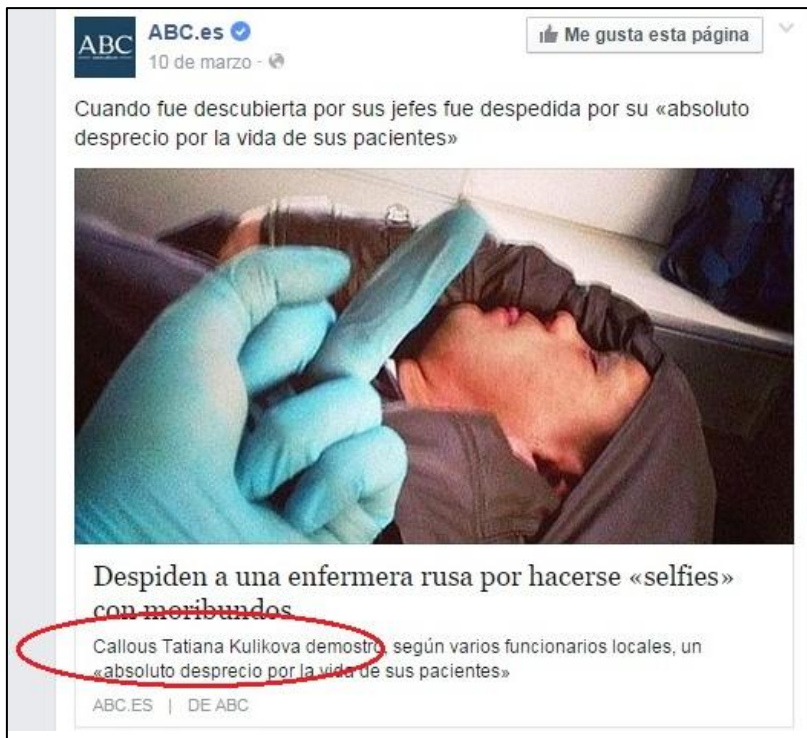 ABC
ABC.es
Me gusta esta página
10 de marzo ·
Cuando fue descubierta por sus jefes fue despedida por su «absoluto
desprecio por la vida de sus pacientes»
Despiden a una enfermera rusa por hacerse «selfies»
con moribundos
Callous Tatiana Kulikova demostró, según varios funcionarios locales, un
«absoluto desprecio por la vida de sus pacientes»
ABC.ES | DE ABC